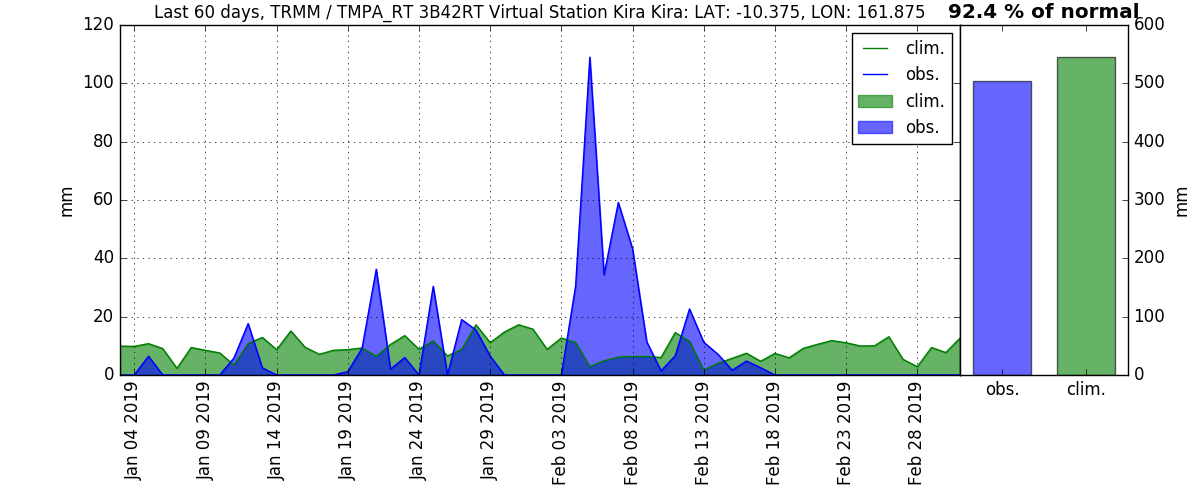 Last 60 days, TRMM / TMPA_RT 3B42RT Virtual Station Kira Kira: LAT: -10.375, LON: 161.875
92.4 % of normal
120
100
80
60
40
20
0
mm
clim.
obs.
clim.
obs.
600
500
400
300
200
100
0
mm
obs.
clim.
Jan 04 2019
Jan 09 2019
Jan 14 2019
Jan 19 2019
Jan 24 2019
Jan 29 2019
Feb 03 2019
Feb 08 2019
Feb 13 2019
Feb 18 2019
Feb 23 2019
Feb 28 2019